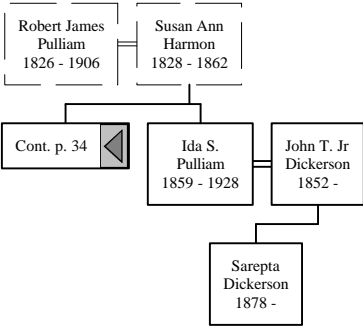 Robert James
Pulliam
1826 - 1906
Susan Ann
Harmon
1828 - 1862
Cont. p. 34
Ida S.
Pulliam
1859 - 1928
John T. Jr
Dickerson
1852 -
Sarepta
Dickerson
1878 -